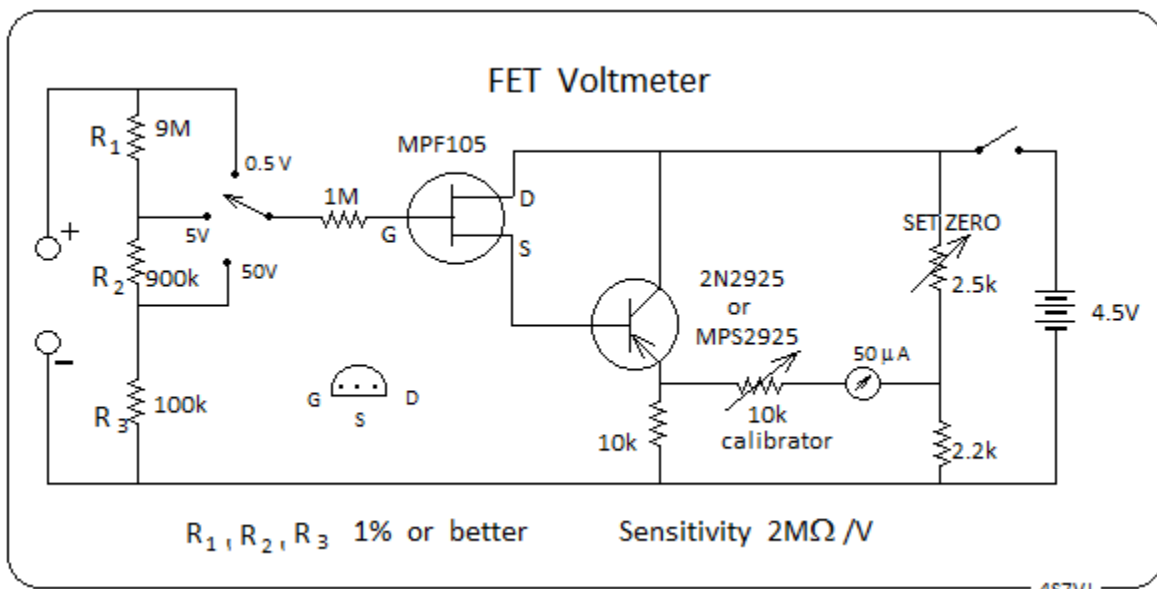 FET Voltmeter
R1 9M
0.5 V
MPF105
1M
D
G
S
+
5V
SET ZERO
R2 900k
50V
2.5k
2N2925
or
MPS2925
4.5V
-
50 μA
G S D
R3 100k
10k
10k
calibrator
2.2k
R1, R2, R3 1% or better
Sensitivity 2MΩ /V